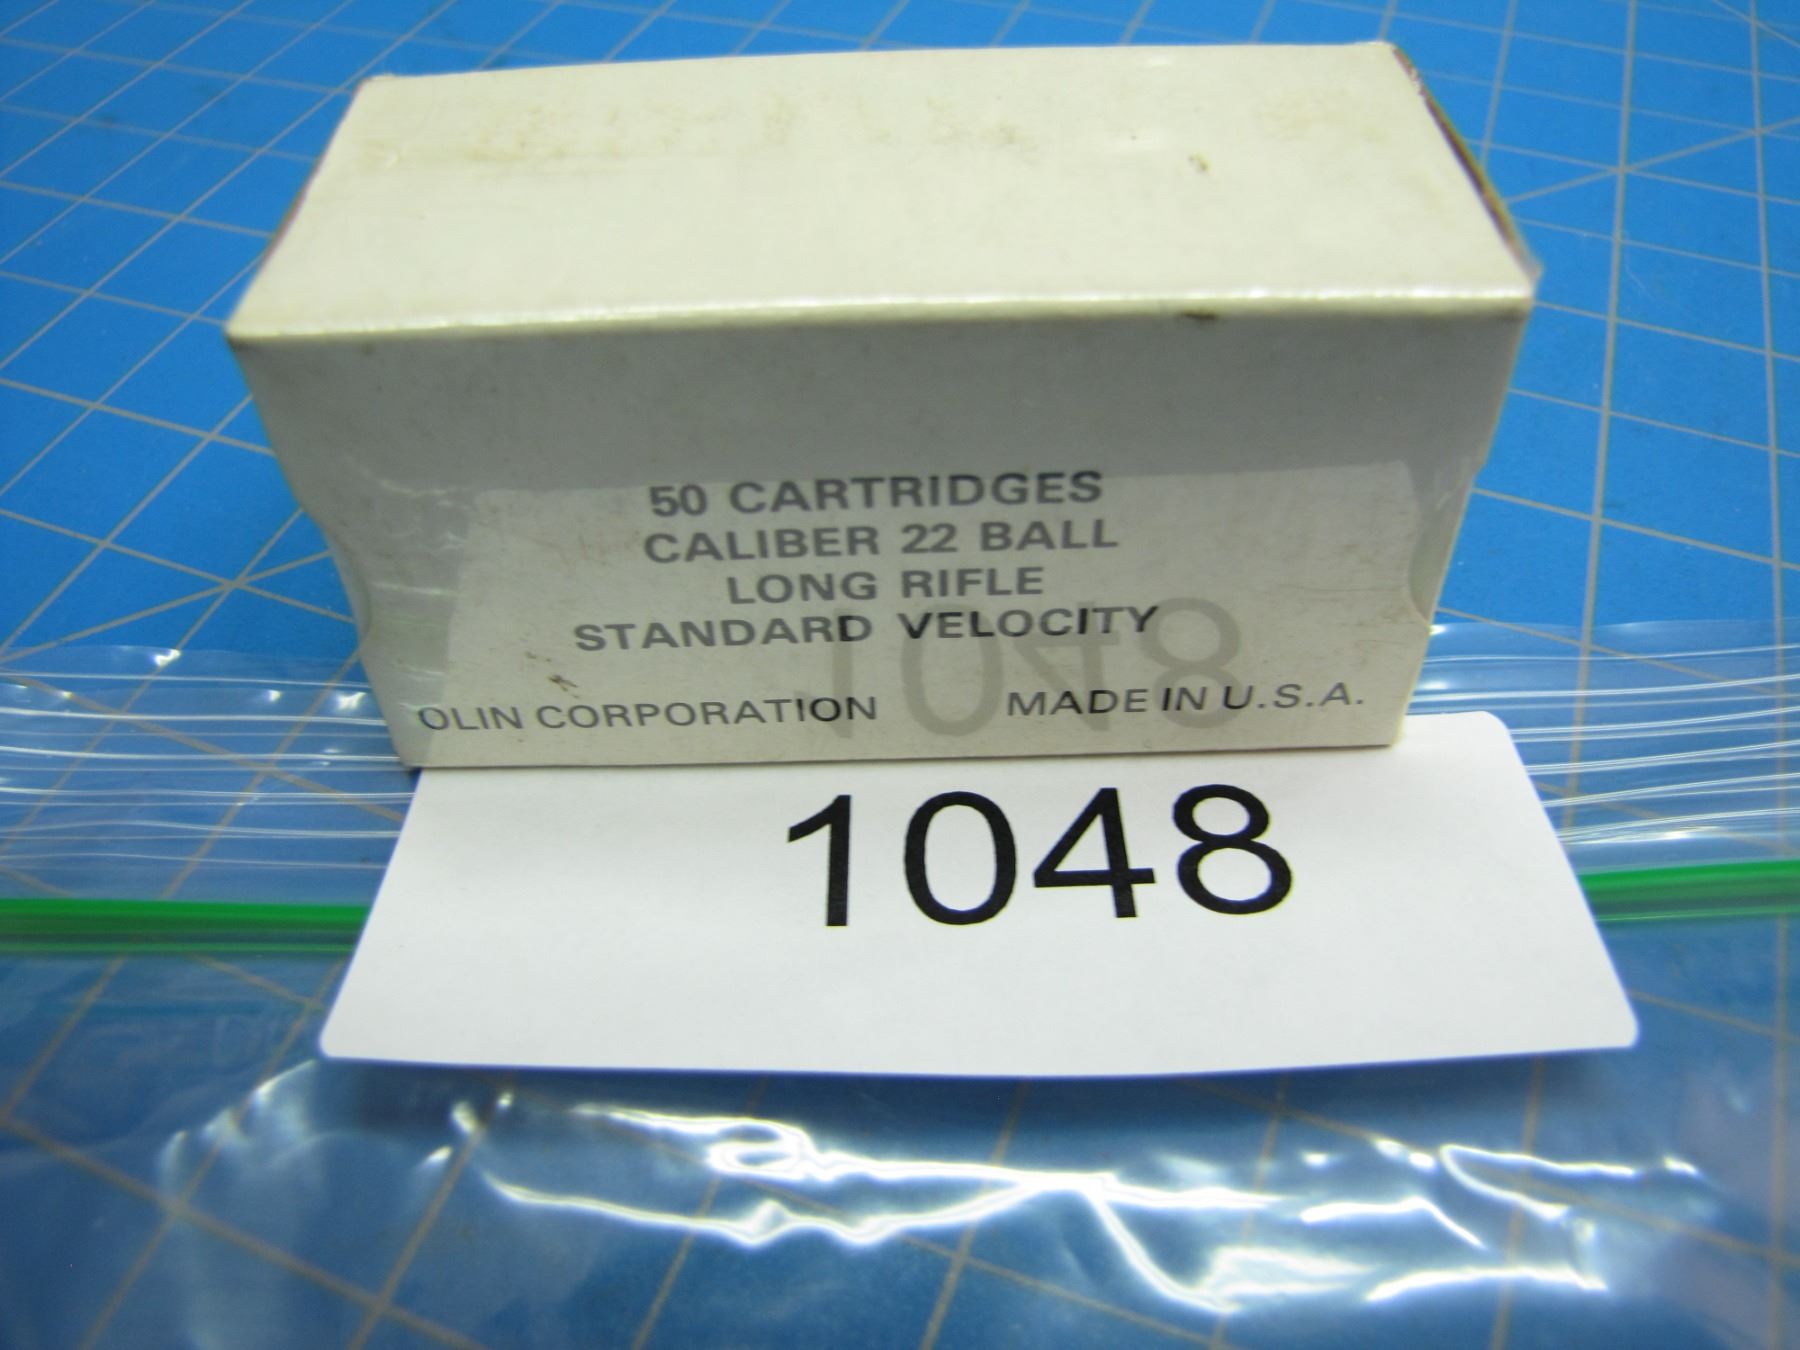 50 CARTRIDGES
CALIBER 22 BALL
LONG RIFLE
STANDARD VELOCITY
OLIN CORPORATION MADE IN U.S.A.
1048